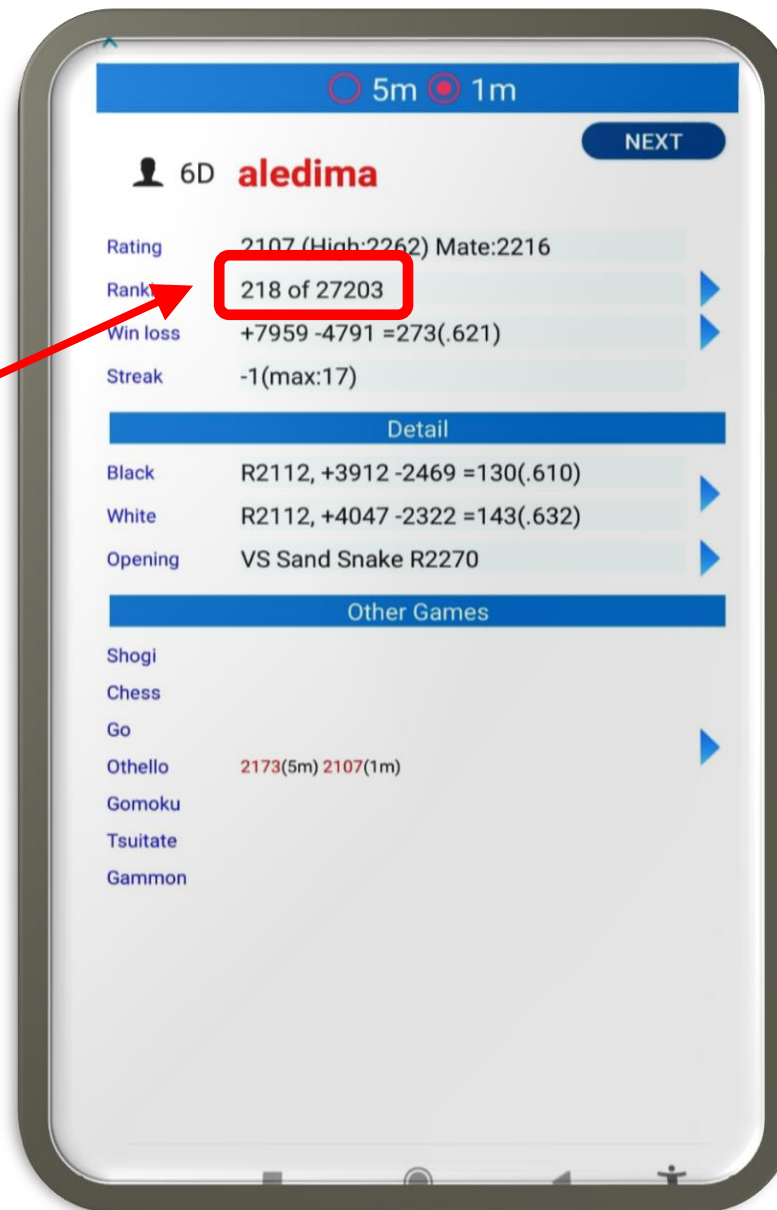 5m 1m
NEXT
6D aledima
Rating 2107 (High:2262) Mate:2216
218 of 27203
Win loss +7959 -4791 =273(.621)
Streak -1(max:17)
Detail
Black R2112, +3912 -2469 =130(.610)
White R2112, +4047 -2322 =143(.632)
Opening VS Sand Snake R2270
Other Games
Shogi
Chess
Go
Othello 2173(5m) 2107(1m)
Gomoku
Tsuitate
Gammon